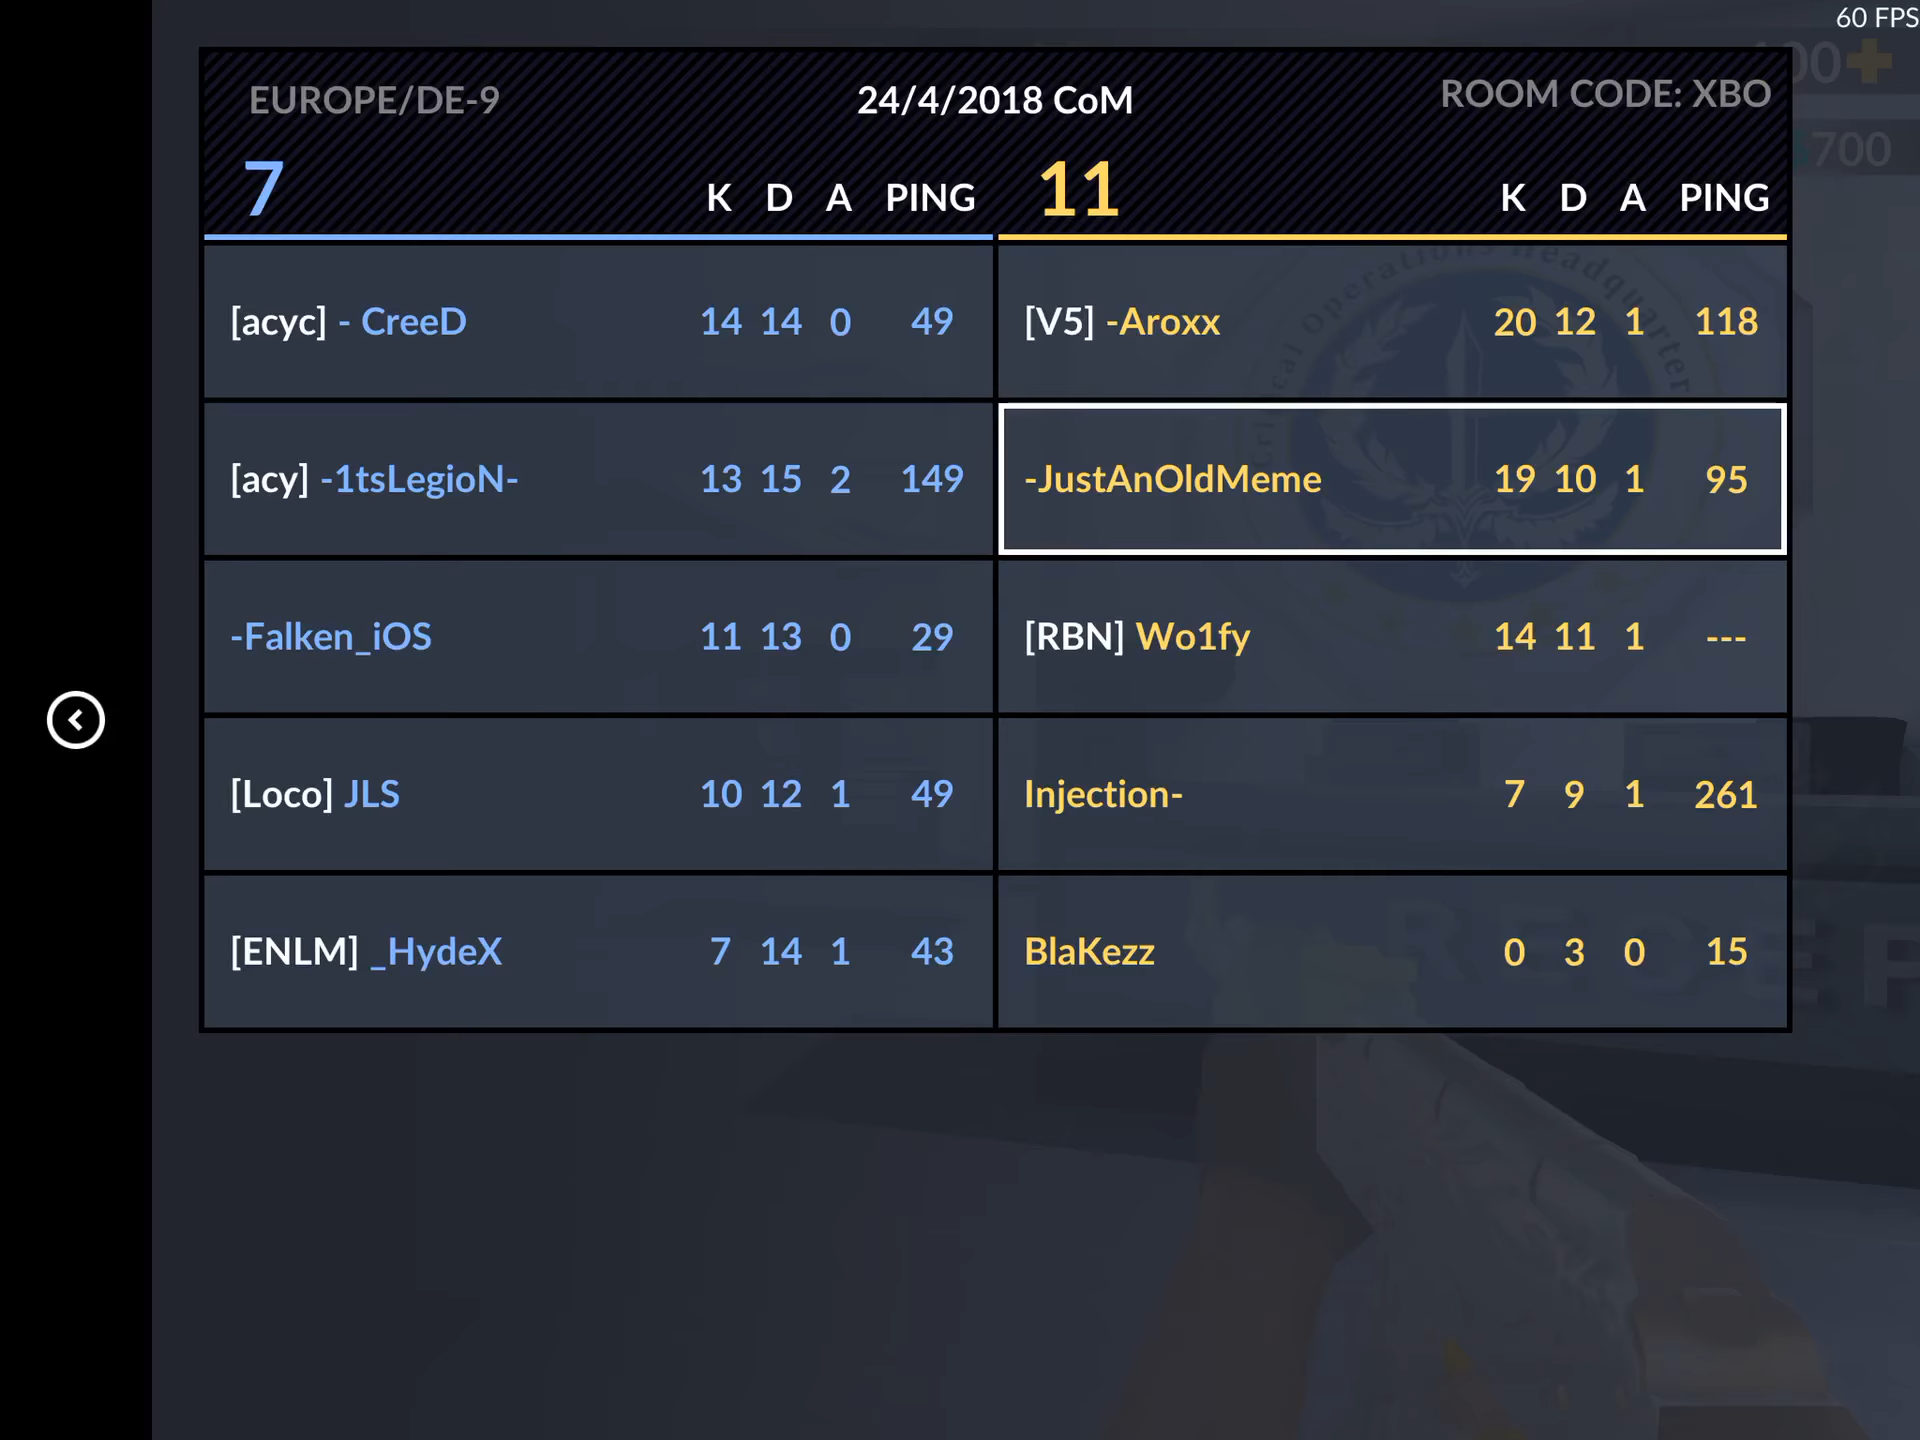 60 FPS
EUROPE/DE-9 24/4/2018 CoM ROOM CODE: XBO
7 K D A PING 11 K D A PING
700
[acyc] - CreeD 14 14 0 49
[acy] -1tsLegioN- 13 15 2 149
-Falken_iOS 11 13 0 29
[Loco] JLS 10 12 1 49
[ENLM] _HydeX 7 14 1 43
[V5] -Aroxx 20 12 1 118
-JustAnOldMeme 19 10 1 95
[RBN] Wo1fy 14 11 1 ---
Injection- 7 9 1 261
BlaKezz 0 3 0 15
Critical Operations Headquarters